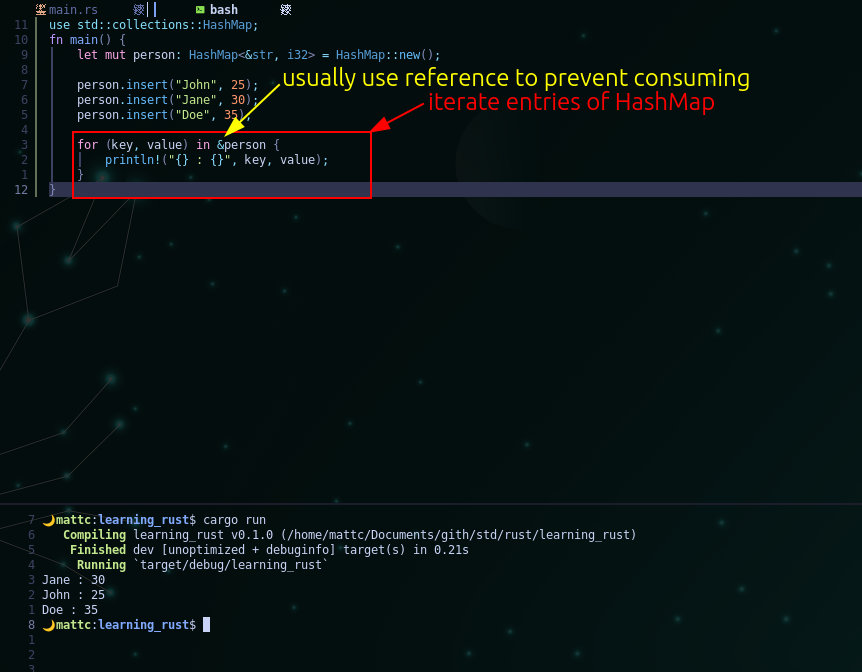 main.rs bash
11 use std::collections::HashMap;
10 fn main() {
9 let mut person: HashMap<&str, i32> = HashMap::new();
8
7 person.insert("John", 25);
usually use reference to prevent consuming
6 person.insert("Jane", 30);
iterate entries of HashMap
5 person.insert("Doe", 35);
4
3 for (key, value) in &person {
2 println!("{} : {}", key, value);
1 }
12 }
7 mattc:learning_rust$ cargo run
6 Compiling learning_rust v0.1.0 (/home/mattc/Documents/gith/std/rust/learning_rust)
5 Finished dev [unoptimized + debuginfo] target(s) in 0.21s
4 Running `target/debug/learning_rust`
3 Jane : 30
2 John : 25
1 Doe : 35
8 mattc:learning_rust$
1
2
3